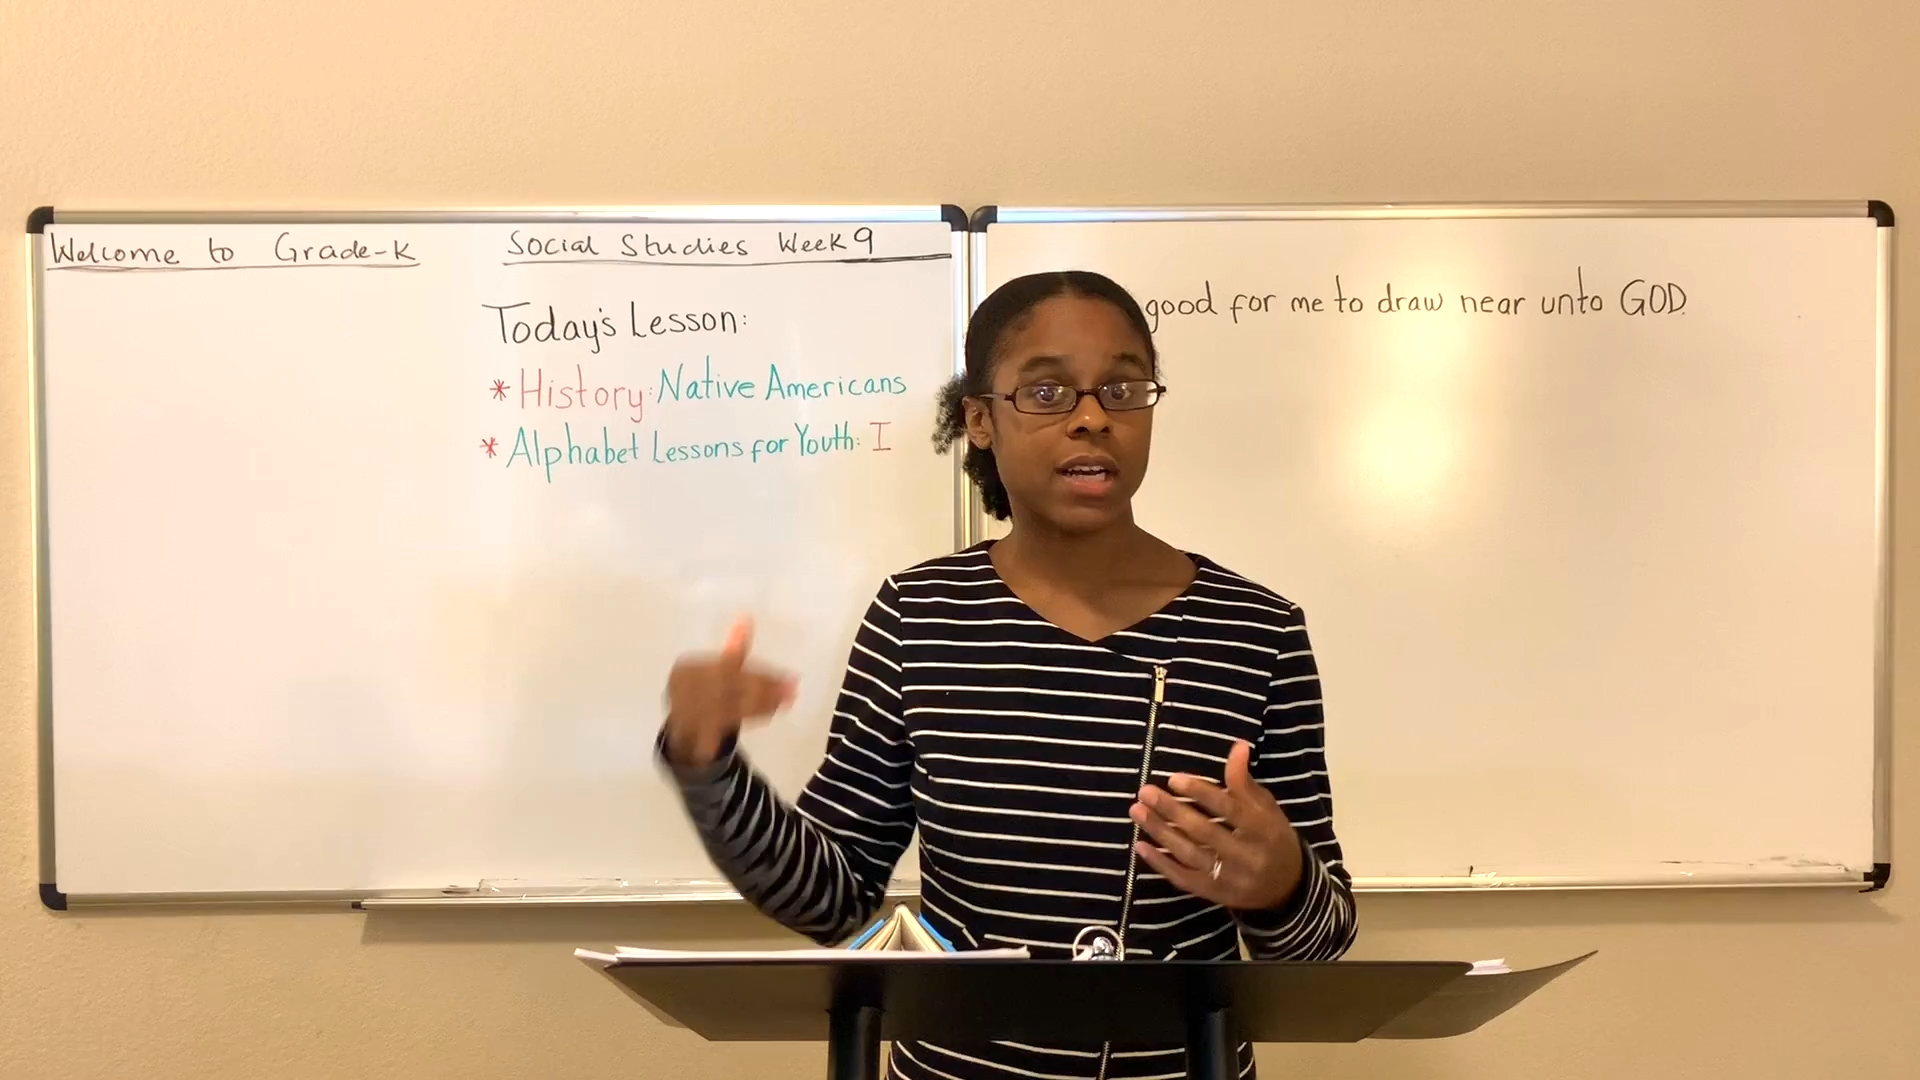 Welcome to Grade-K
Social Studies Week 9
Today's Lesson:
* History: Native Americans
* Alphabet Lessons for Youth: I
good for me to draw near unto GOD.